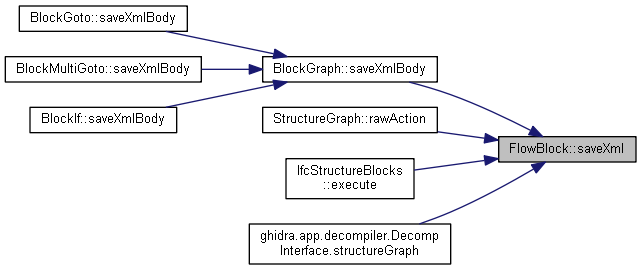 BlockGoto::saveXmlBody
BlockMultiGoto::saveXmlBody
BlockGraph::saveXmlBody
BlockIf::saveXmlBody
StructureGraph::rawAction
FlowBlock::saveXml
IfcStructureBlocks
::execute
ghidra.app.decompiler.Decomp
Interface.structureGraph